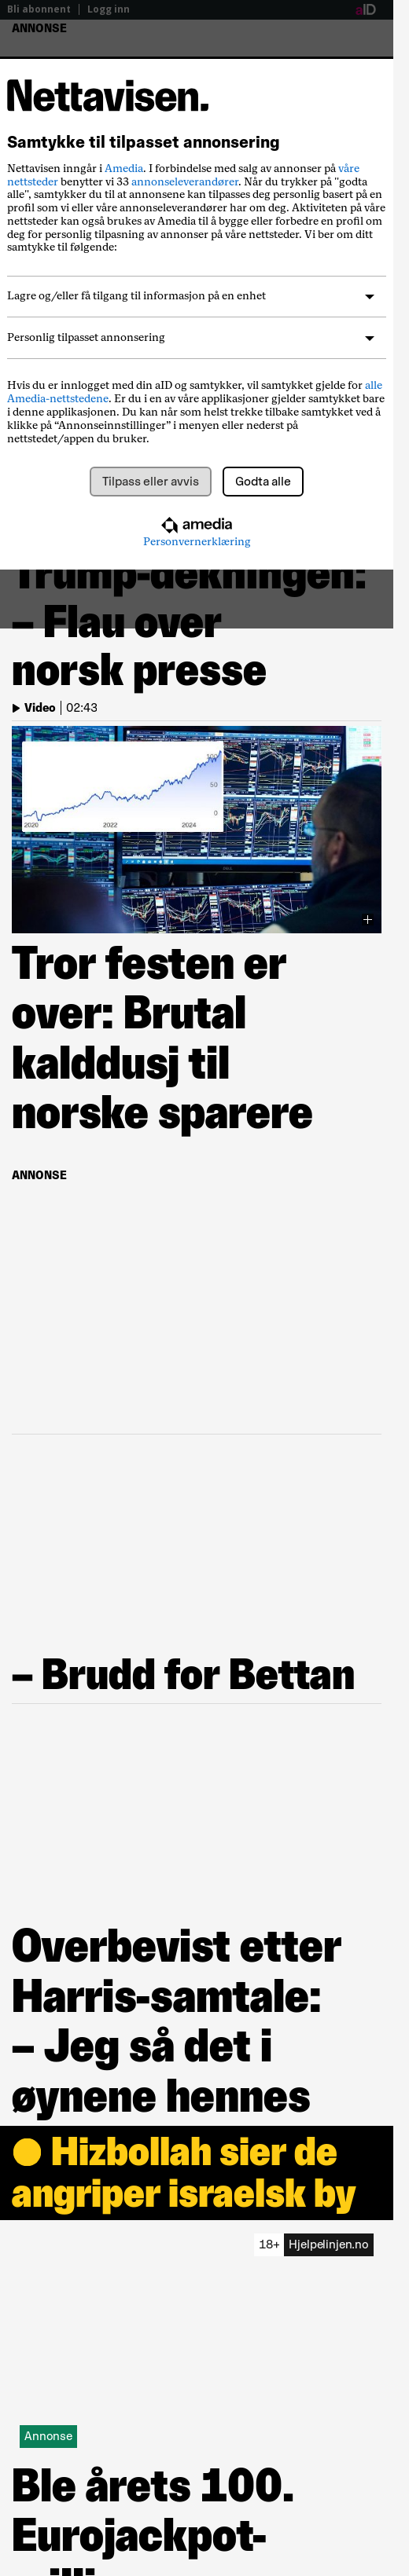 Bli abonnent | Logg inn
aID
ANNONSE
Nettavisen.
Samtykke til tilpasset annonsering
Nettavisen inngår i Amedia. I forbindelse med salg av annonser på våre
nettsteder benytter vi 33 annonseleverandører. Når du trykker på "godta
alle", samtykker du til at annonsene kan tilpasses deg personlig basert på en
profil som vi eller våre annonseleverandører har om deg. Aktiviteten på våre
nettsteder kan også brukes av Amedia til å bygge eller forbedre en profil om
deg for personlig tilpasning av annonser på våre nettsteder. Vi ber om ditt
samtykke til følgende:
Lagre og/eller få tilgang til informasjon på en enhet
Personlig tilpasset annonsering
Hvis du er innlogget med din aID og samtykker, vil samtykket gjelde for alle
Amedia-nettstedene. Er du i en av våre applikasjoner gjelder samtykket bare
i denne applikasjonen. Du kan når som helst trekke tilbake samtykket ved å
klikke på “Annonseinnstillinger” i menyen eller nederst på
nettstedet/appen du bruker.
Tilpass eller avvis
Godta alle
amedia
Personvernerklæring
Trump-dekningen:
– Flau over
norsk presse
Video | 02:43
100
50
0
2020 2022 2024
Tror festen er
over: Brutal
kalddusj til
norske sparere
ANNONSE
– Brudd for Bettan
Overbevist etter
Harris-samtale:
– Jeg så det i
øynene hennes
● Hizbollah sier de
angriper israelsk by
18+ Hjelpelinjen.no
Annonse
Ble årets 100.
Eurojackpot-